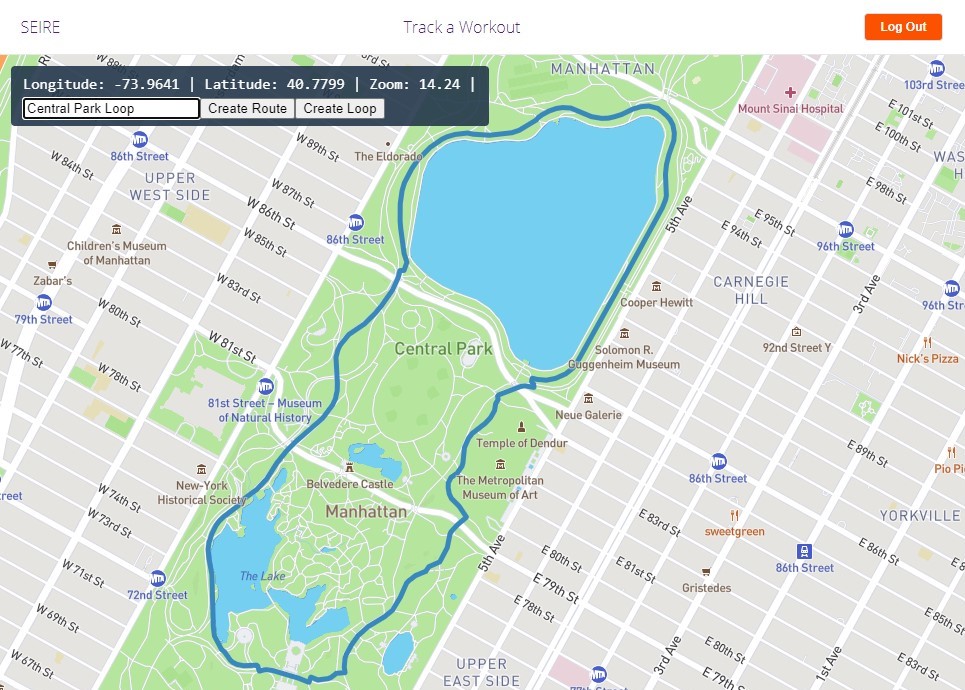 SEIRE
Track a Workout
Log Out
Longitude: -73.9641 | Latitude: 40.7799 | Zoom: 14.24 |
Central Park Loop
Create Route
Create Loop
MANHATTAN
103rd Stre
Mount Sinai Hospital
E 101st St
E 100th St
W 88th St
W 89th St
The Eldorado
86th Street
W 84th St
UPPER
WEST SIDE
W 87th St
W 86th St
W 85th St
86th Street
5th Ave
E 98th St
E 95th St
E 94th St
96th Street
Children's Museum
of Manhattan
Zabar's
79th Street
W 83rd St
W 80th St
W 81st St
W 77th St
W 78th St
CARNEGIE
HILL
3rd Ave
96th Str
Cooper Hewitt
92nd Street Y
Nick's Pizza
Central Park
Solomon R.
Guggenheim Museum
81st Street – Museum
of Natural History
Neue Galerie
Temple of Dendur
E 89th St
Pio Pi
86th Street
The Metropolitan
Museum of Art
Belvedere Castle
Manhattan
New-York
Historical Society
reet
W 74th St
W 73rd St
YORKVILLE
E 83rd St
sweetgreen
86th Street
E 86th St
5th Ave
E 80th St
E 81st St
E 79th St
E 78th St
Gristedes
The Lake
W 71st St
72nd Street
W 69th St
W 67th St
E 85th St
E 83rd St
E 80th St
E 79th St
3rd Ave
1st Ave
UPPER
EAST SIDE
77th Str